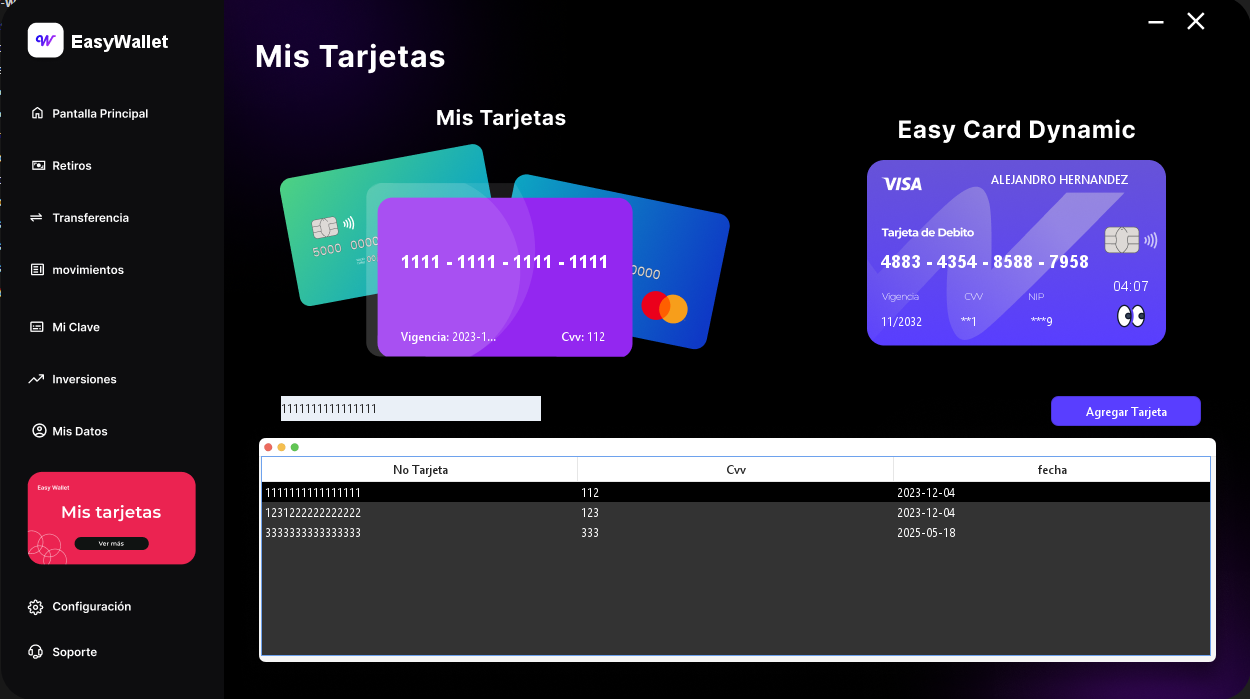 EasyWallet
Pantalla Principal
Retiros
Transferencia
movimientos
Mi Clave
Inversiones
Mis Datos
Easy Wallet
Mis tarjetas
Ver más
Configuración
Soporte
Mis Tarjetas
Mis Tarjetas
5000 0000
00
0000
1111 - 1111 - 1111 - 1111
Vigencia: 2023-1... Cvv: 112
Easy Card Dynamic
VISA ALEJANDRO HERNANDEZ
Tarjeta de Debito
4883 - 4354 - 8588 - 7958
04:07
Vigencia CVV NIP
11/2032 **1 ***9
1111111111111111
Agregar Tarjeta
No Tarjeta Cvv fecha
1111111111111111 112 2023-12-04
1231222222222222 123 2023-12-04
3333333333333333 333 2025-05-18